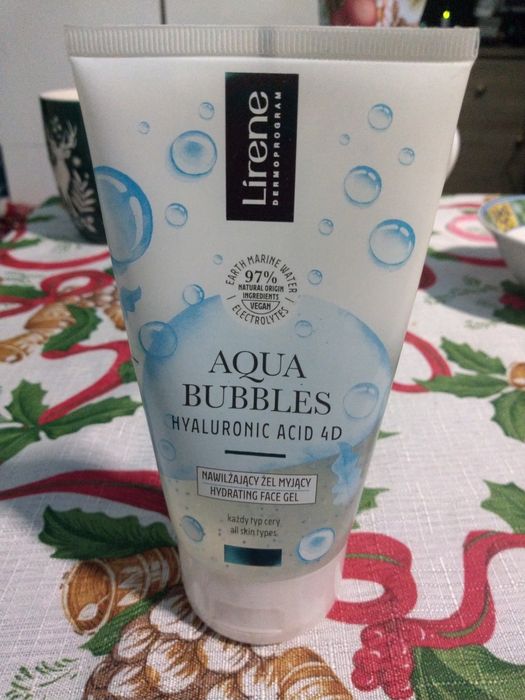 Lirene
DERMOPROGRAM
EARTH MARINE WATER
97%
NATURAL ORIGIN
INGREDIENTS
VEGAN
ELECTROLYTES
AQUA
BUBBLES
HYALURONIC ACID 4D
NAWILŻAJĄCY ŻEL MYJĄCY
HYDRATING FACE GEL
każdy typ cery
all skin types